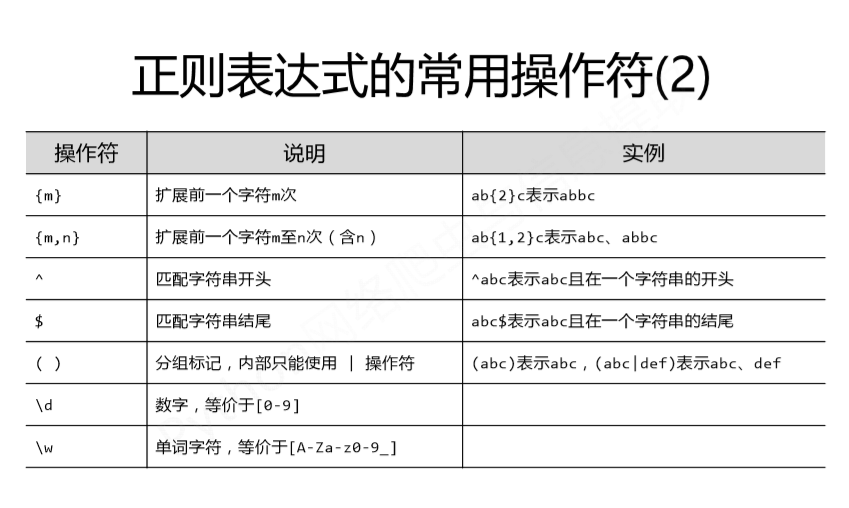 正则表达式的常用操作符(2)
操作符 说明 实例
{m} 扩展前一个字符m次 ab{2}c表示abbc
{m,n} 扩展前一个字符m至n次(含n) ab{1,2}c表示abc、abbc
^ 匹配字符串开头 ^abc表示abc且在一个字符串的开头
$ 匹配字符串结尾 abc$表示abc且在一个字符串的结尾
( ) 分组标记，内部只能使用 | 操作符 (abc)表示abc，(abc|def)表示abc、def
\d 数字，等价于[0-9]
\w 单词字符，等价于[A-Za-z0-9_]